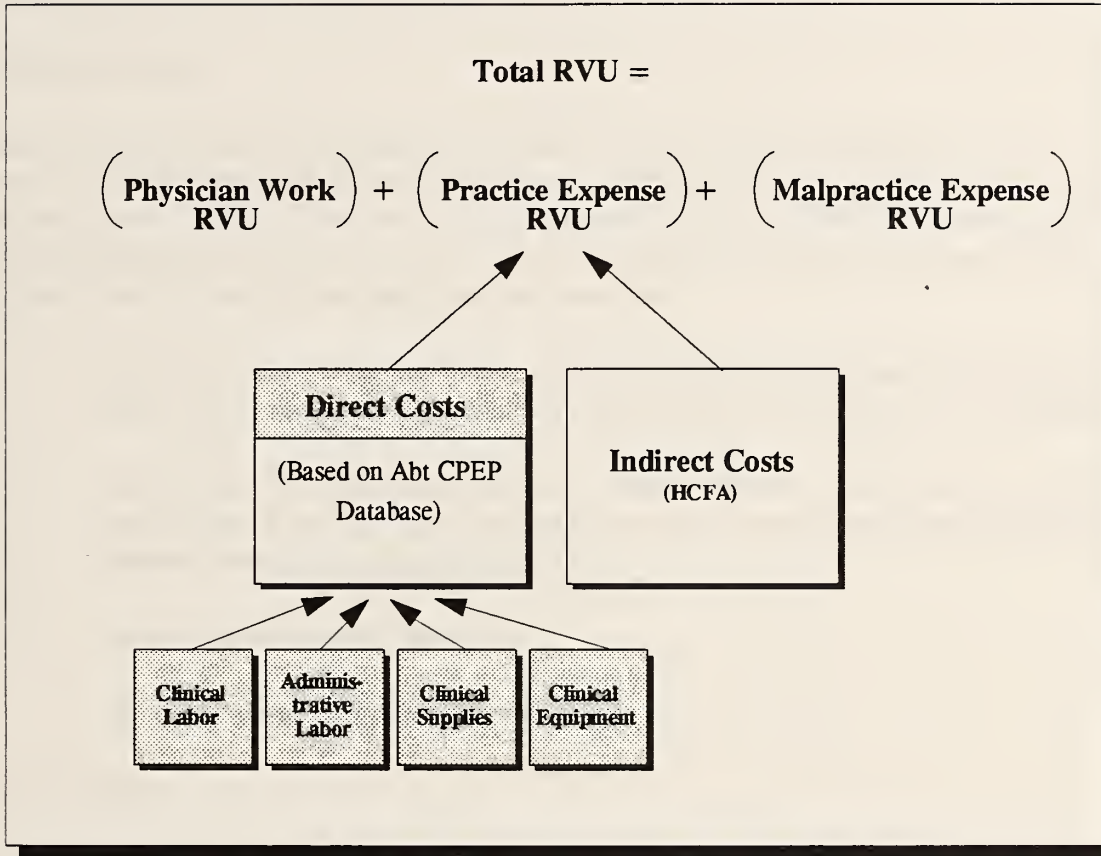 Total RVU =
(Physician Work RVU) + (Practice Expense RVU) + (Malpractice Expense RVU)
Direct Costs
(Based on Abt CPEP
Database)
Indirect Costs
(HCFA)
Clinical
Labor
Adminis-
trative
Labor
Clinical
Supplies
Clinical
Equipment